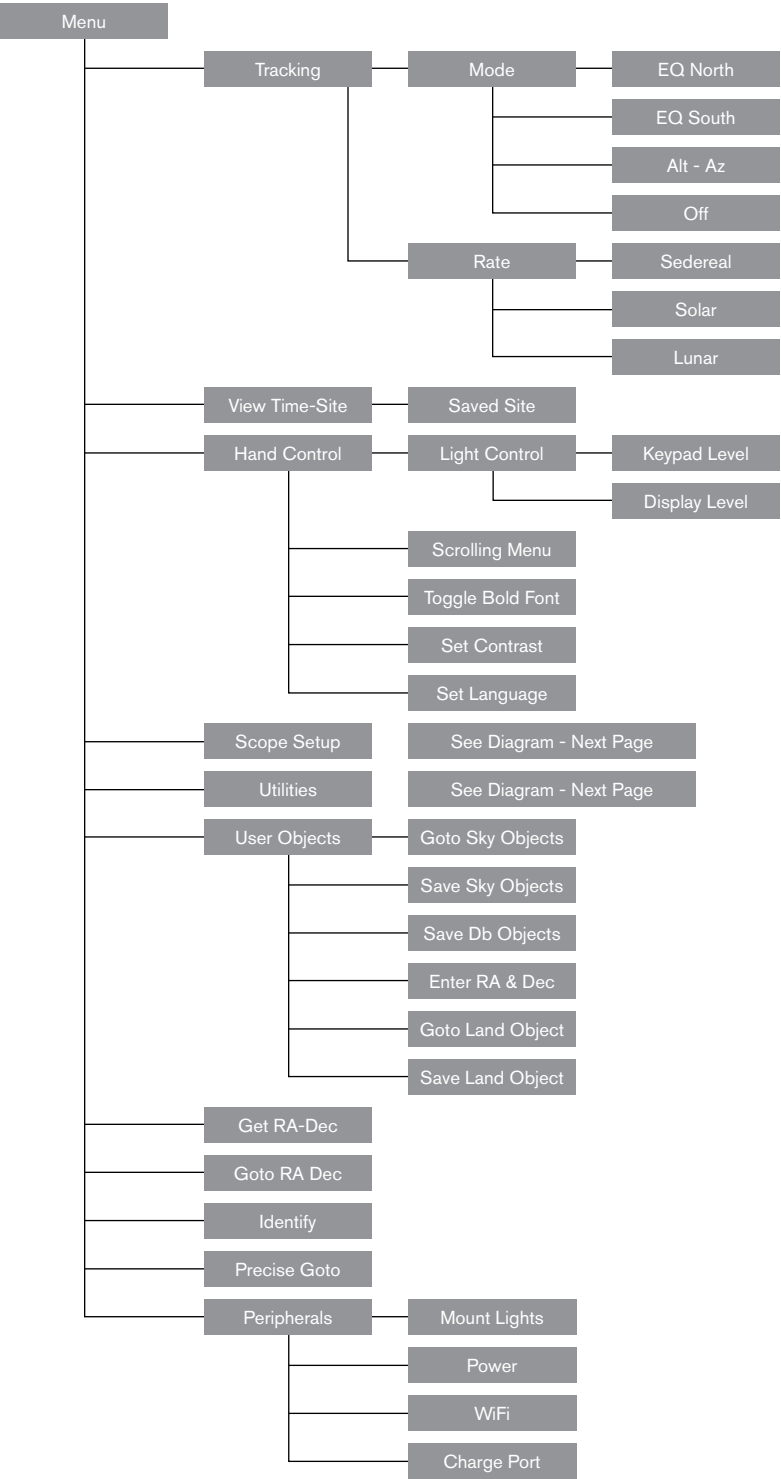 Menu
Tracking
Mode
EQ North
EQ South
Alt - Az
Off
Rate
Sedereal
Solar
Lunar
View Time-Site
Saved Site
Hand Control
Light Control
Keypad Level
Display Level
Scrolling Menu
Toggle Bold Font
Set Contrast
Set Language
Scope Setup
See Diagram - Next Page
Utilities
See Diagram - Next Page
User Objects
Goto Sky Objects
Save Sky Objects
Save Db Objects
Enter RA & Dec
Goto Land Object
Save Land Object
Get RA-Dec
Goto RA Dec
Identify
Precise Goto
Peripherals
Mount Lights
Power
WiFi
Charge Port